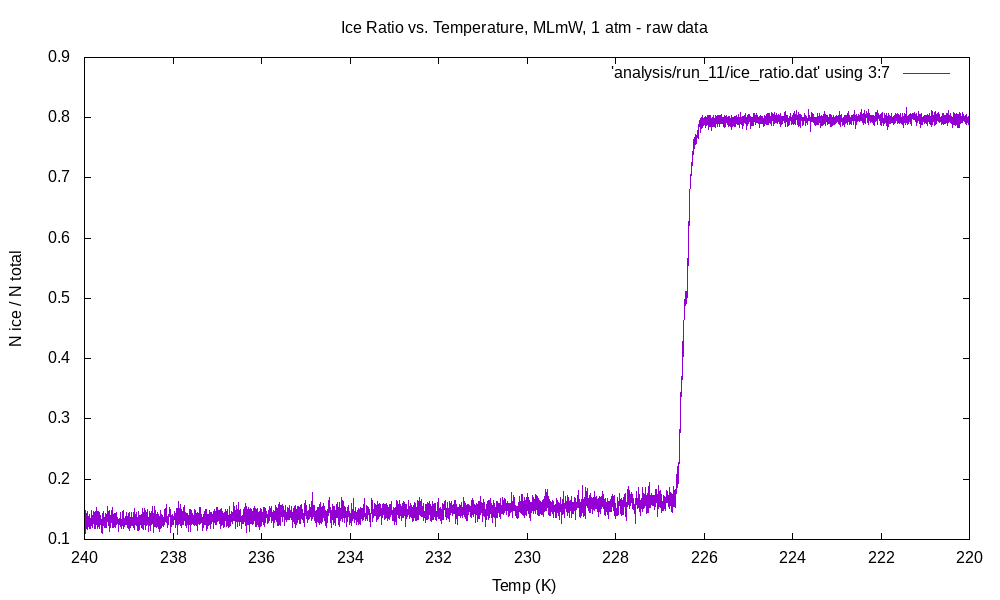 Ice Ratio vs. Temperature, MLmW, 1 atm - raw data
'analysis/run_11/ice_ratio.dat' using 3:7
N ice / N total
0.9
0.8
0.7
0.6
0.5
0.4
0.3
0.2
0.1
240 238 236 234 232 230 228 226 224 222 220
Temp (K)